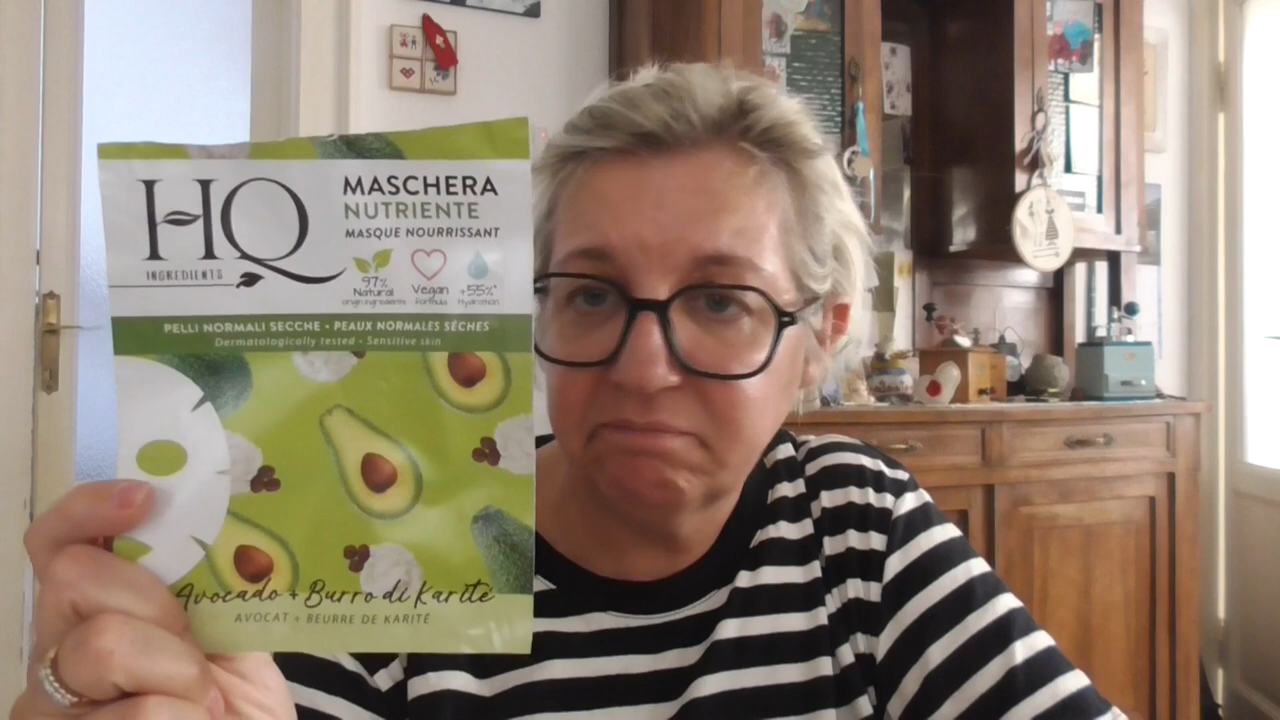 HQ
INGREDIENTS
MASCHERA
NUTRIENTE
MASQUE NOURRISSANT
97%
Natural
origin ingredients
Vegan
Formula
+55%*
Hydration
PELLI NORMALI SECCHE • PEAUX NORMALES SÈCHES
Dermatologically tested • Sensitive skin
Avocado + Burro di Karité
AVOCAT + BEURRE DE KARITÉ